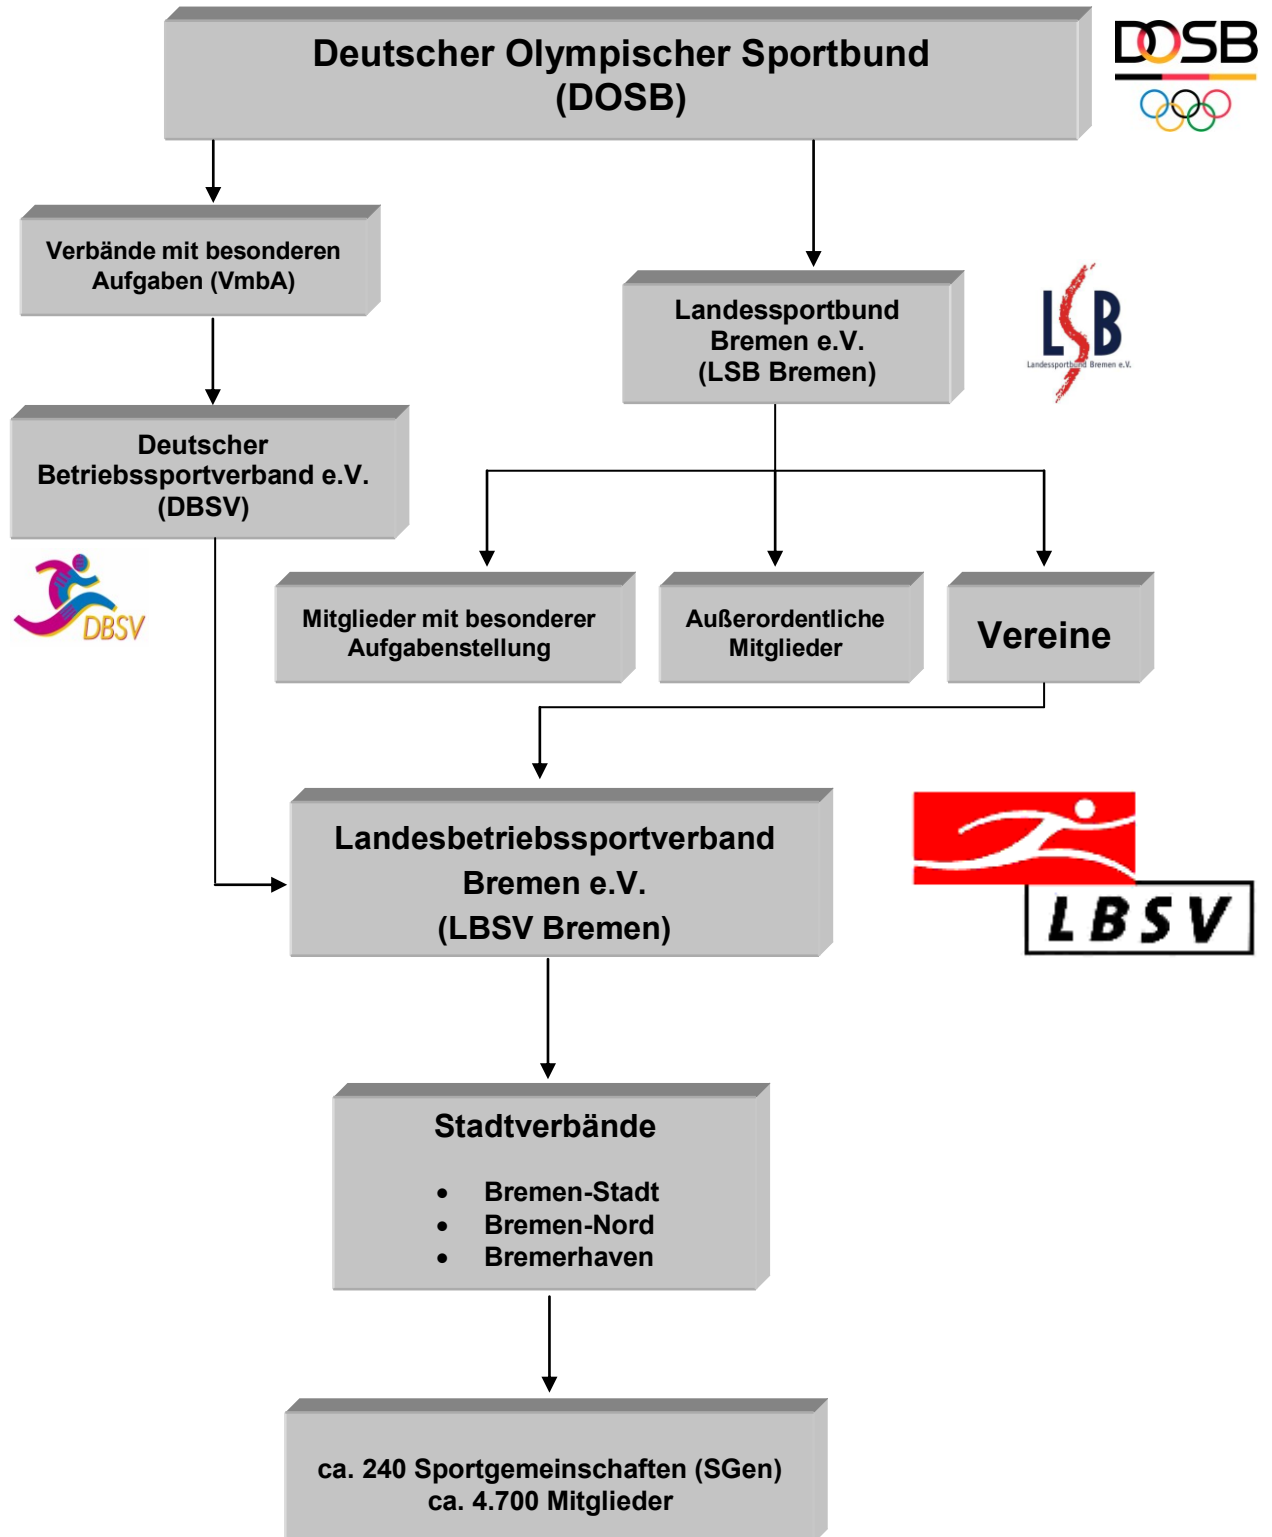 Deutscher Olympischer Sportbund
(DOSB)
DOSB
Verbände mit besonderen
Aufgaben (VmbA)
Landessportbund
Bremen e.V.
(LSB Bremen)
LSB
Landessportbund Bremen e.V.
Deutscher
Betriebssportverband e.V.
(DBSV)
DBSV
Mitglieder mit besonderer
Aufgabenstellung
Außerordentliche
Mitglieder
Vereine
Landesbetriebssportverband
Bremen e.V.
(LBSV Bremen)
LBSV
Stadtverbände
• Bremen-Stadt
• Bremen-Nord
• Bremerhaven
ca. 240 Sportgemeinschaften (SGen)
ca. 4.700 Mitglieder